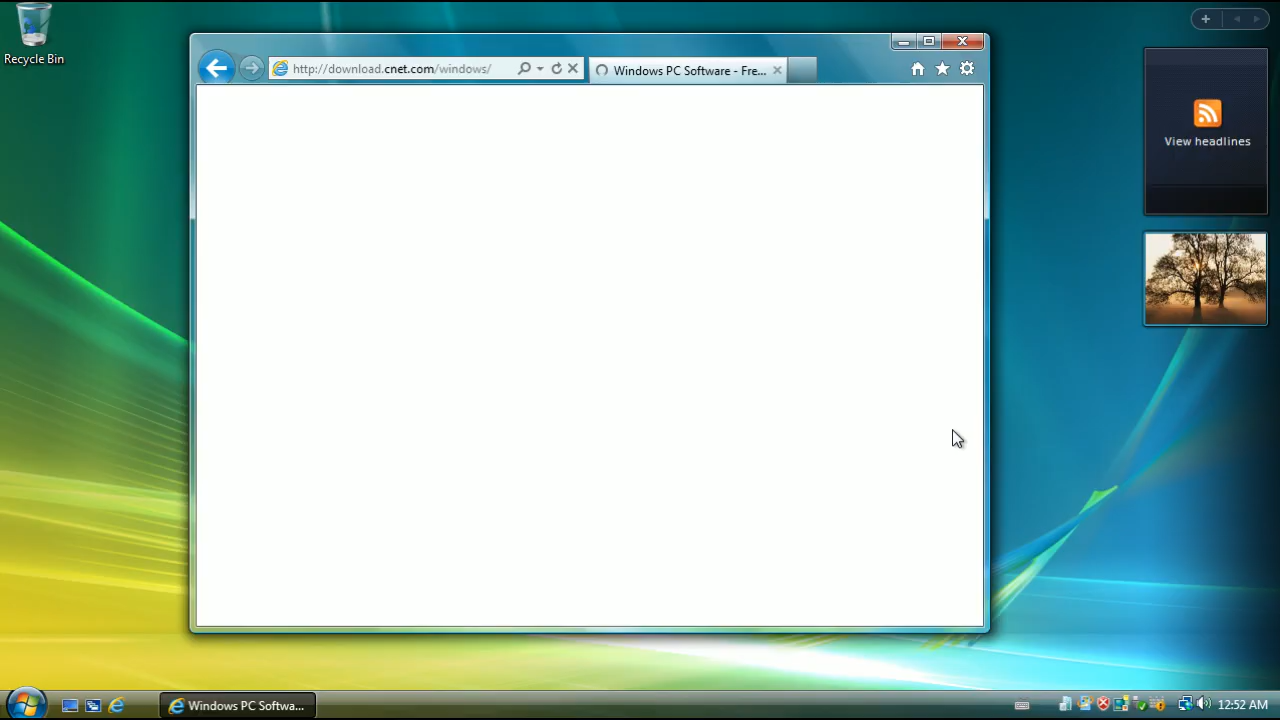 Recycle Bin
http://download.cnet.com/windows/
Windows PC Software - Fre...
View headlines
Windows PC Softwa...
12:52 AM